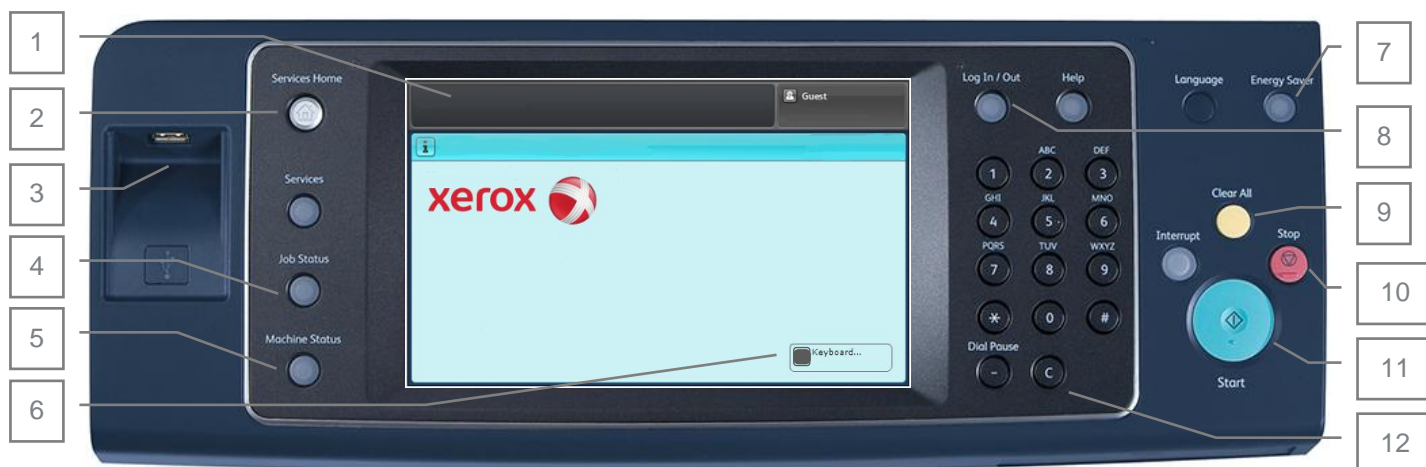 1
2
3
4
5
6
Services Home
Services
Job Status
Machine Status
Guest
i
xerox
Keyboard...
Log In / Out
Help
ABC
DEF
1
2
3
GHI
JKL
MNO
4
5
6
PQRS
TUV
WXYZ
7
8
9
*
0
#
Dial Pause
-
C
Language
Energy Saver
Clear All
Interrupt
Stop
Start
7
8
9
10
11
12